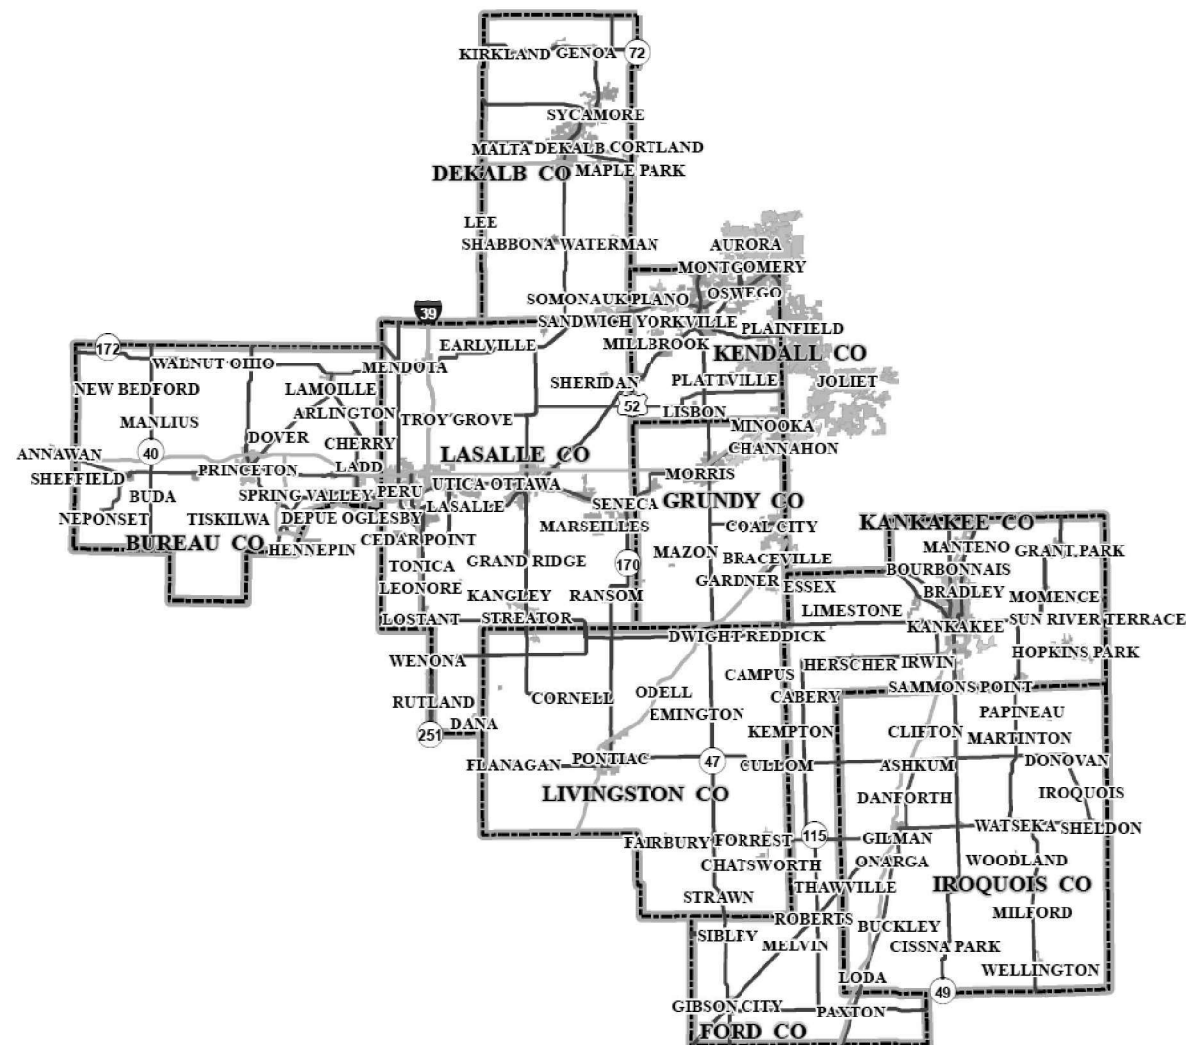 KIRKLAND GENOA 72
SYCAMORE
MALTA DEKALB CORTLAND
DEKALB CO MAPLE PARK
LEE
SHABBONA WATERMAN
AURORA
MONTGOMERY
SOMONAUK PLANO OSWEGO
39 SANDWICH YORKVILLE PLAINFIELD
172 EARLVILLE MILLBROOK KENDALL CO
WALNUT OHIO MENDOTA
NEW BEDFORD LAMOILLE SHERIDAN PLATTVILLE JOLIET
ARLINGTON TROY GROVE 52 LISBON
MANLIUS MINOOKA
DOVER CHERRY CHANNAHON
ANNAWAN 40 LASALLE CO
SHEFFIELD PRINCETON LADD MORRIS
BUDA SPRING VALLEY PERU UTICA OTTAWA SENECA GRUNDY CO
NEPONSET TISKILWA DEPUE OGLESBY LASALLE MARSEILLES COAL CITY KANKAKEE CO
BUREAU CO HENNEPIN CEDAR POINT MAZON BRACEVILLE MANTENO GRANT PARK
TONICA GRAND RIDGE 170 BOURBONNAIS
LEONORE KANGLEY RANSOM GARDNER ESSEX BRADLEY MOMENCE
LOSTANT STREATOR LIMESTONE KANKAKEE SUN RIVER TERRACE
DWIGHT REDDICK
WENONA HERSCHER IRWIN HOPKINS PARK
CAMPUS
RUTLAND CORNELL ODELL CABERY SAMMONS POINT
DANA EMINGTON PAPINEAU
251 KEMPTON CLIFTON MARTINTON
FLANAGAN PONTIAC 47 CULLOM ASHKUM DONOVAN
LIVINGSTON CO DANFORTH IROQUOIS
FAIRBURY FORREST 115 GILMAN WATSEKA SHELDON
CHATSWORTH ONARGA WOODLAND
STRAWN THAWVILLE IROQUOIS CO
ROBERTS BUCKLEY MILFORD
SIBLEY MELVIN CISSNA PARK
LODA WELLINGTON
49
GIBSON CITY PAXTON
FORD CO